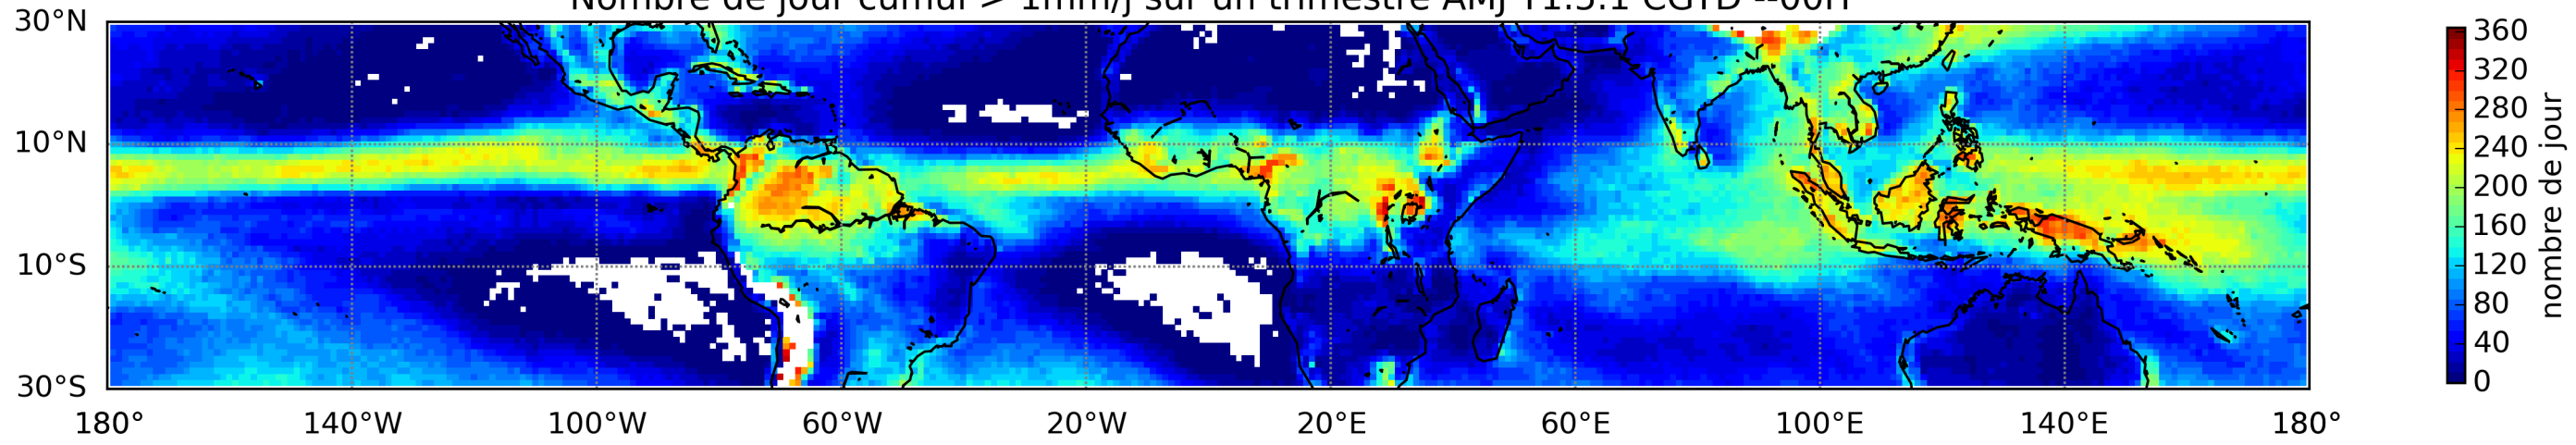 Nombre de jour cumul > 1mm/j sur un trimestre AMJ T1.5.1 CGTD --00H
30°N
10°N
10°S
30°S
180° 140°W 100°W 60°W 20°W 20°E 60°E 100°E 140°E 180°
360
320
280
240
200
160
120
80
40
0
nombre de jour